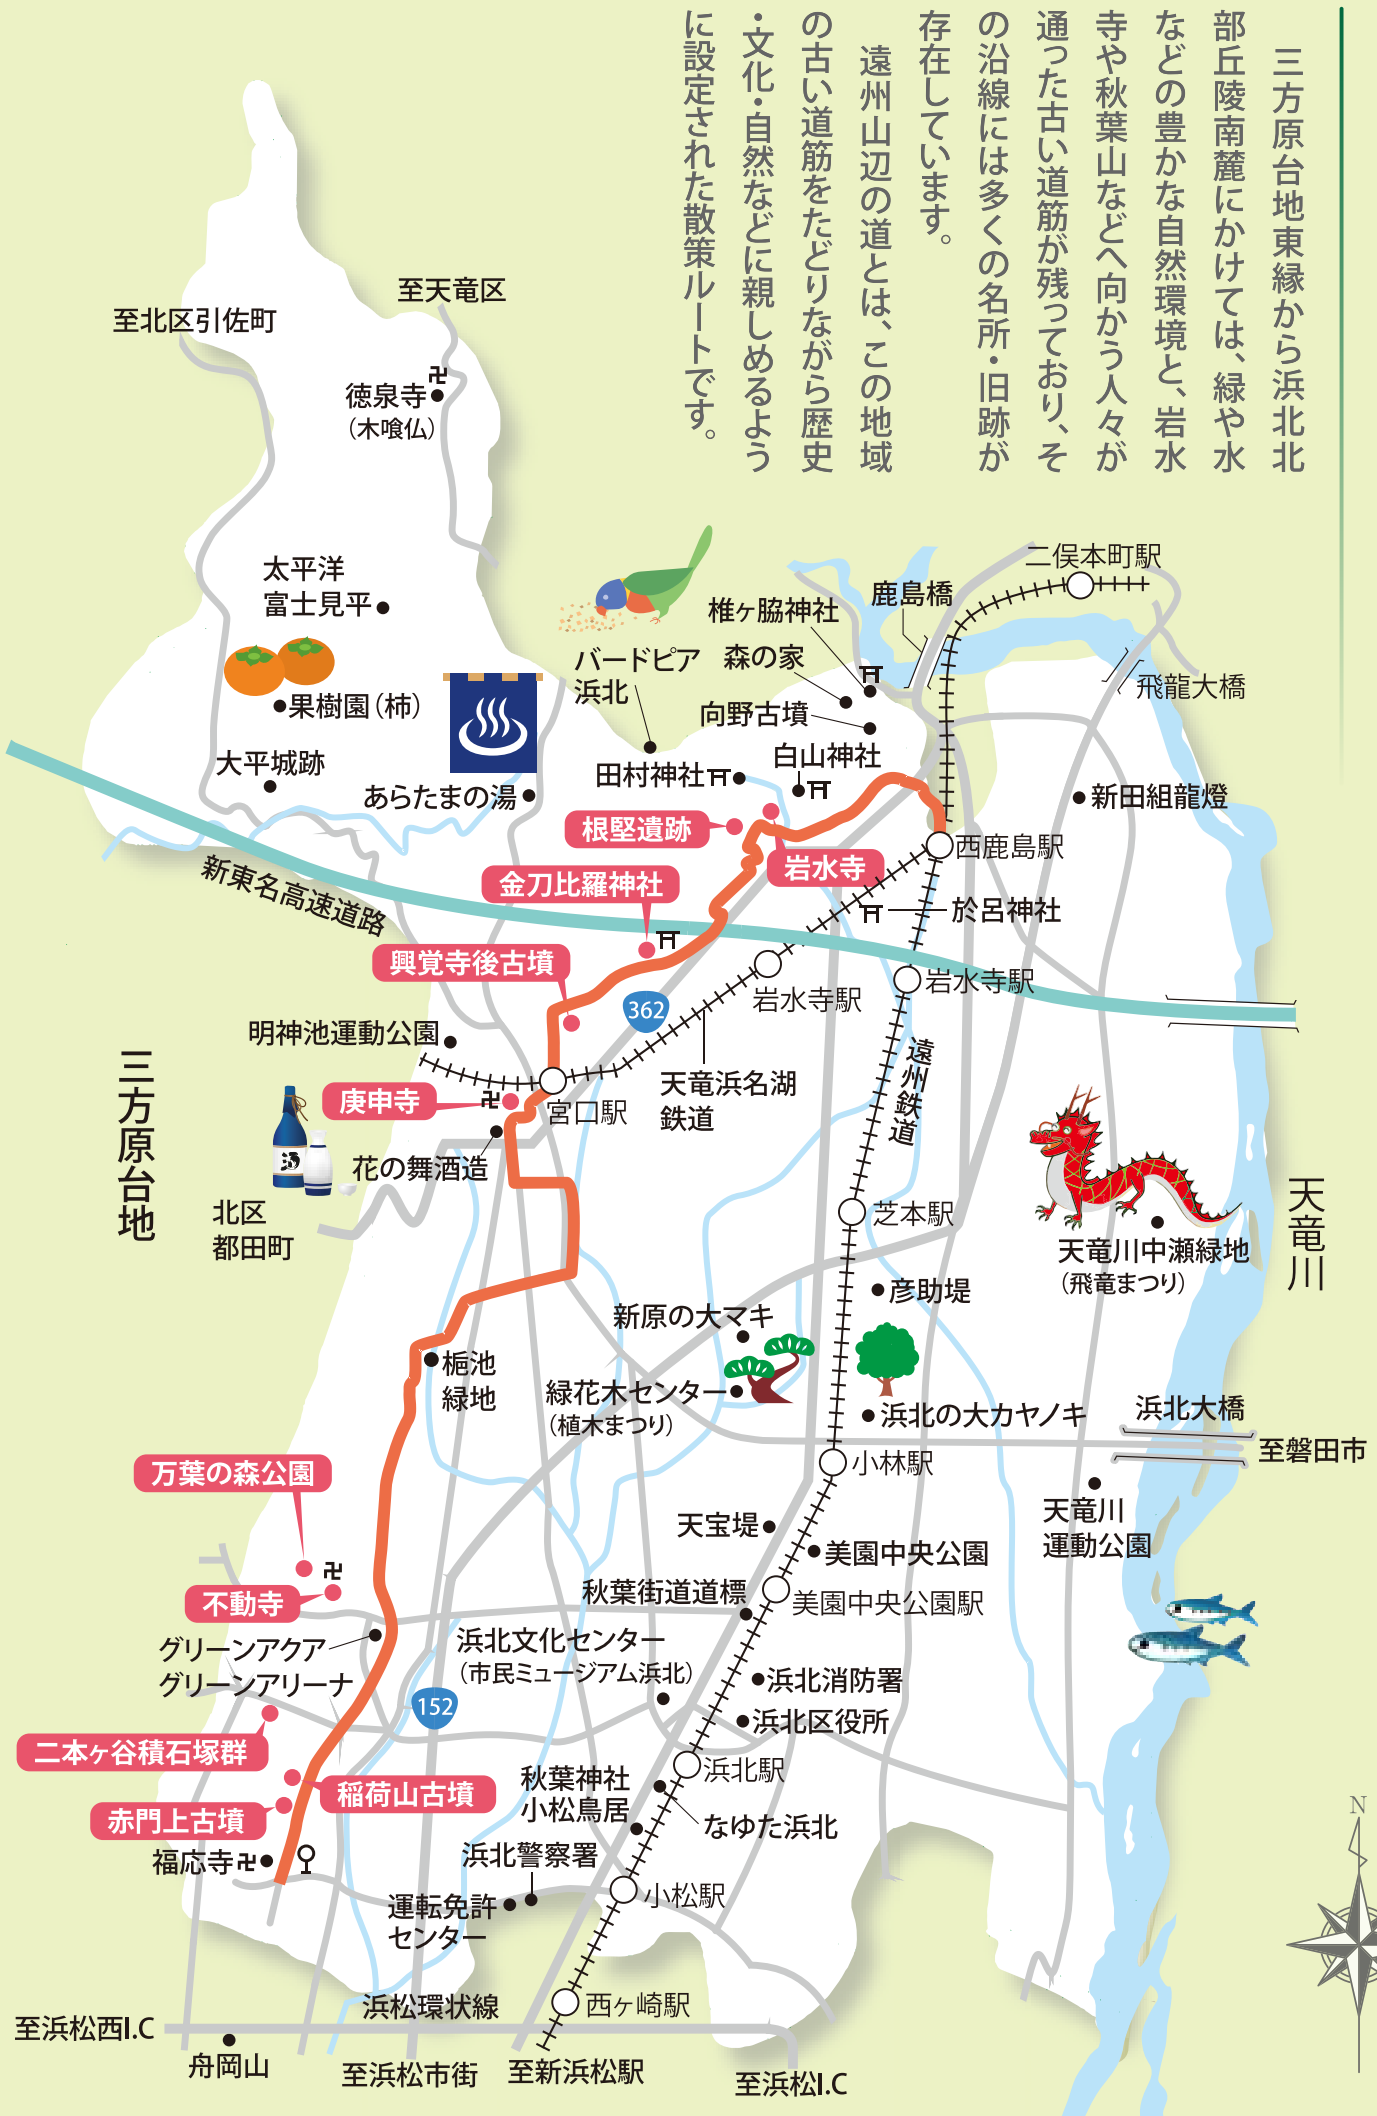 三方原台地東縁から浜北北
部丘陵南麓にかけては、緑や水
などの豊かな自然環境と、岩水
寺や秋葉山などへ向かう人々が
通った古い道筋が残っており、そ
の沿線には多くの名所・旧跡が
存在しています。
遠州山辺の道とは、この地域
の古い道筋をたどりながら歴史
・文化・自然などに親しめるよう
に設定された散策ルートです。
至天竜区
至北区引佐町
徳泉寺
(木喰仏)
太平洋
富士見平
果樹園(柿)
大平城跡
あらたまの湯
バードピア
浜北
椎ヶ脇神社
森の家
向野古墳
白山神社
田村神社
鹿島橋
二俣本町駅
飛龍大橋
新田組龍燈
根堅遺跡
岩水寺
西鹿島駅
新東名高速道路
金刀比羅神社
於呂神社
興覚寺後古墳
岩水寺駅
岩水寺駅
362
明神池運動公園
天竜浜名湖
鉄道
遠州鉄道
庚申寺
宮口駅
花の舞酒造
酒
三方原台地
北区
都田町
芝本駅
天竜川中瀬緑地
(飛竜まつり)
天竜川
彦助堤
新原の大マキ
栀池
緑地
緑花木センター
(植木まつり)
浜北の大カヤノキ
浜北大橋
至磐田市
小林駅
万葉の森公園
天宝堤
天竜川
運動公園
美園中央公園
不動寺
秋葉街道道標
美園中央公園駅
グリーンアクア
グリーンアリーナ
浜北文化センター
(市民ミュージアム浜北)
浜北消防署
152
浜北区役所
二本ヶ谷積石塚群
浜北駅
稲荷山古墳
秋葉神社
小松鳥居
なゆた浜北
赤門上古墳
福応寺
浜北警察署
運転免許
センター
小松駅
N
浜松環状線
西ヶ崎駅
至浜松西I.C
舟岡山
至浜松市街
至新浜松駅
至浜松I.C